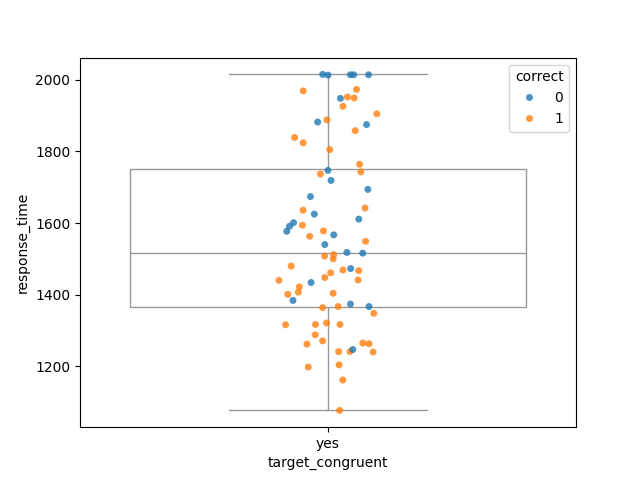 correct
0
1
2000
1800
1600
1400
1200
response_time
yes
target_congruent